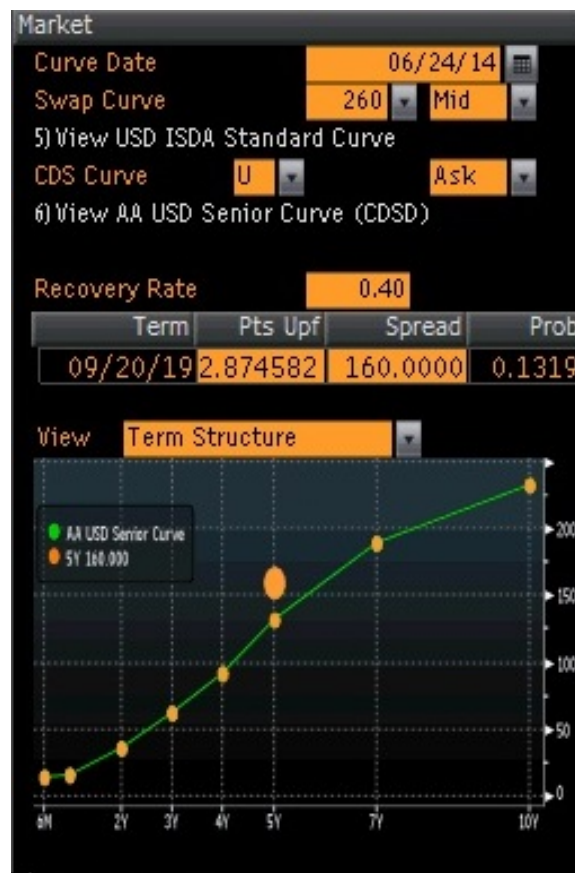 Market
Curve Date 06/24/14
Swap Curve 260 Mid
5) View USD ISDA Standard Curve
CDS Curve U Ask
6) View AA USD Senior Curve (CDSD)
Recovery Rate 0.40
Term Pts Upf Spread Prob
09/20/19 2.874582 160.0000 0.1319
View Term Structure
AA USD Senior Curve
5Y 160.000
200
150
100
50
0
6M 2Y 3Y 4Y 5Y 7Y 10Y